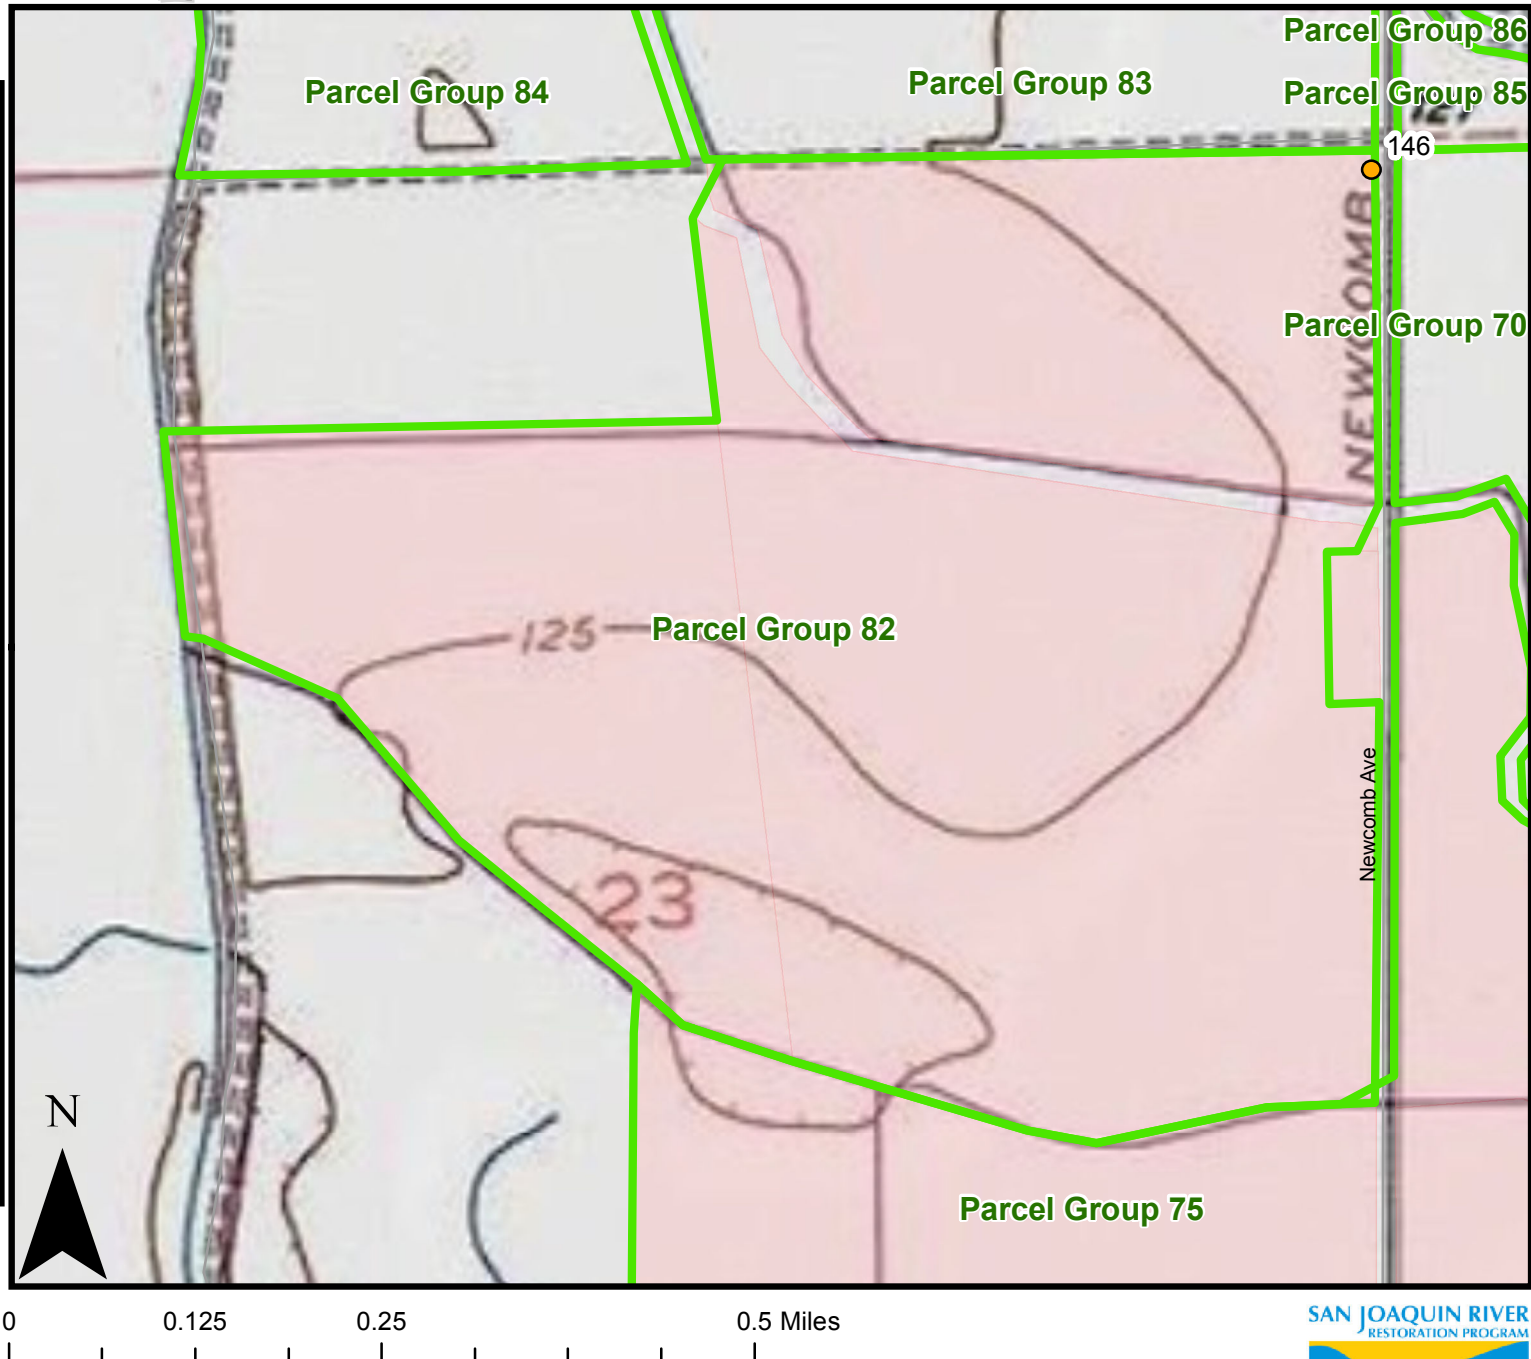 Parcel Group 86
Parcel Group 84
Parcel Group 83
Parcel Group 85
121
146
NEWCOMB
Parcel Group 70
125
Parcel Group 82
Newcomb Ave
23
N
Parcel Group 75
0 0.125 0.25 0.5 Miles
SAN JOAQUIN RIVER
RESTORATION PROGRAM